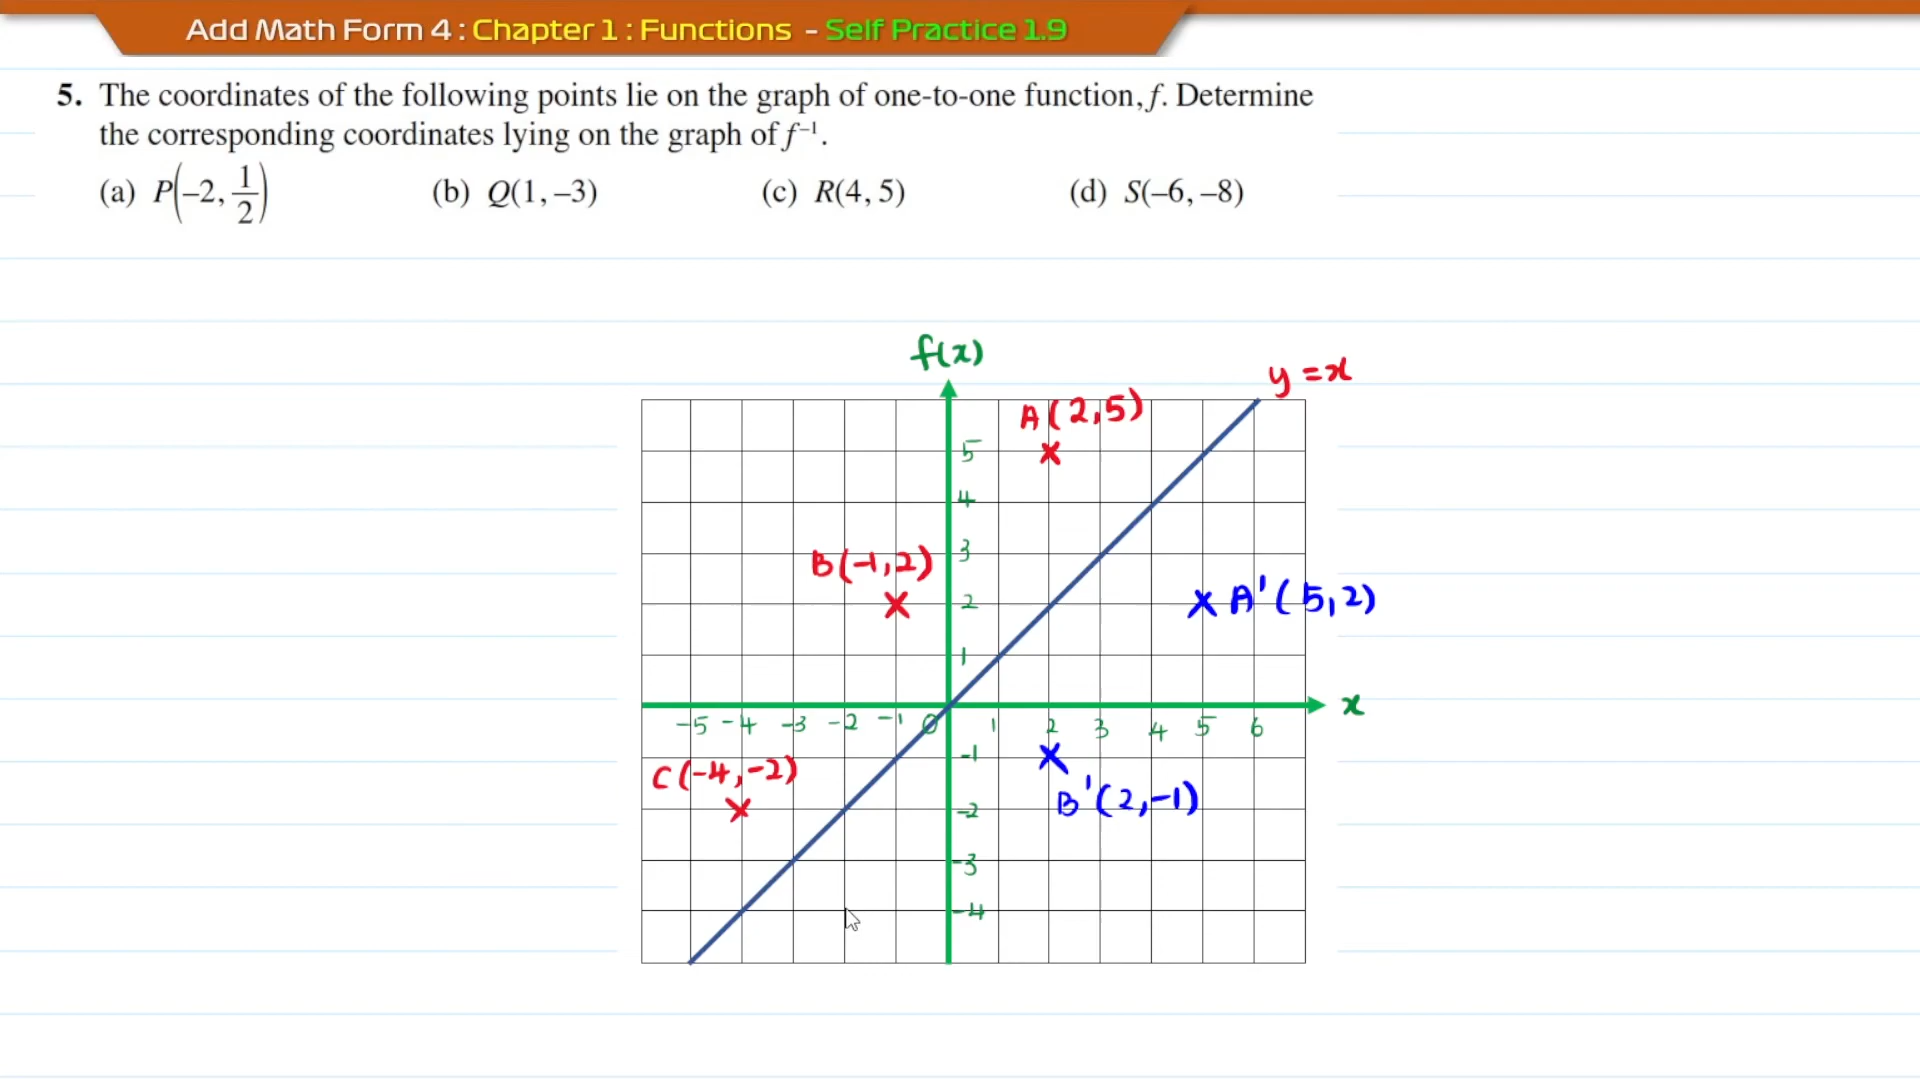 Add Math Form 4 : Chapter 1 : Functions - Self Practice 1.9
5. The coordinates of the following points lie on the graph of one-to-one function, f. Determine
the corresponding coordinates lying on the graph of f⁻¹.
(a) P(–2, 1/2) (b) Q(1, –3) (c) R(4, 5) (d) S(–6, –8)
f(x)
y = x
A(2,5)
5
4
B(-1,2) 3
2 A'(5,2)
1
x
-5 -4 -3 -2 -1 0 1 2 3 4 5 6
-1
C(-4,-2)
B'(2,-1)
-2
-3
-4